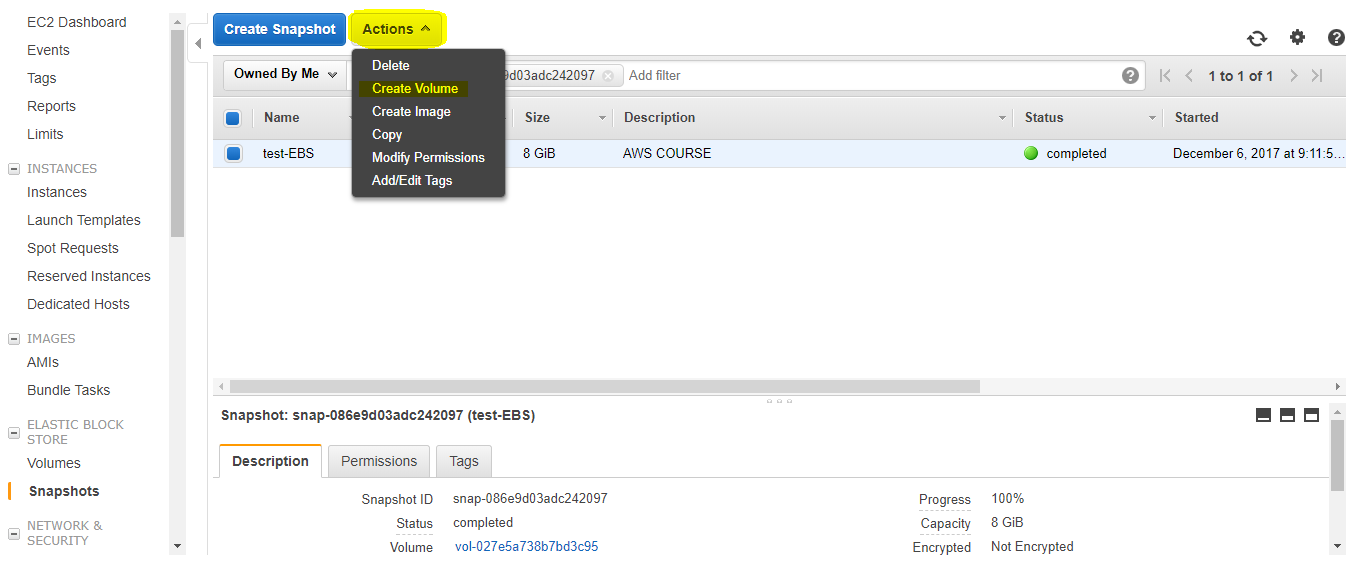 EC2 Dashboard
Events
Tags
Reports
Limits
INSTANCES
Instances
Launch Templates
Spot Requests
Reserved Instances
Dedicated Hosts
IMAGES
AMIs
Bundle Tasks
ELASTIC BLOCK
STORE
Volumes
Snapshots
NETWORK &
SECURITY
Create Snapshot Actions
Delete
Create Volume
Create Image
Copy
Modify Permissions
Add/Edit Tags
Owned By Me 9d03adc242097 Add filter 1 to 1 of 1
Name Size Description Status Started
test-EBS 8 GiB AWS COURSE completed December 6, 2017 at 9:11:5...
Snapshot: snap-086e9d03adc242097 (test-EBS)
Description Permissions Tags
Snapshot ID snap-086e9d03adc242097 Progress 100%
Status completed Capacity 8 GiB
Volume vol-027e5a738b7bd3c95 Encrypted Not Encrypted